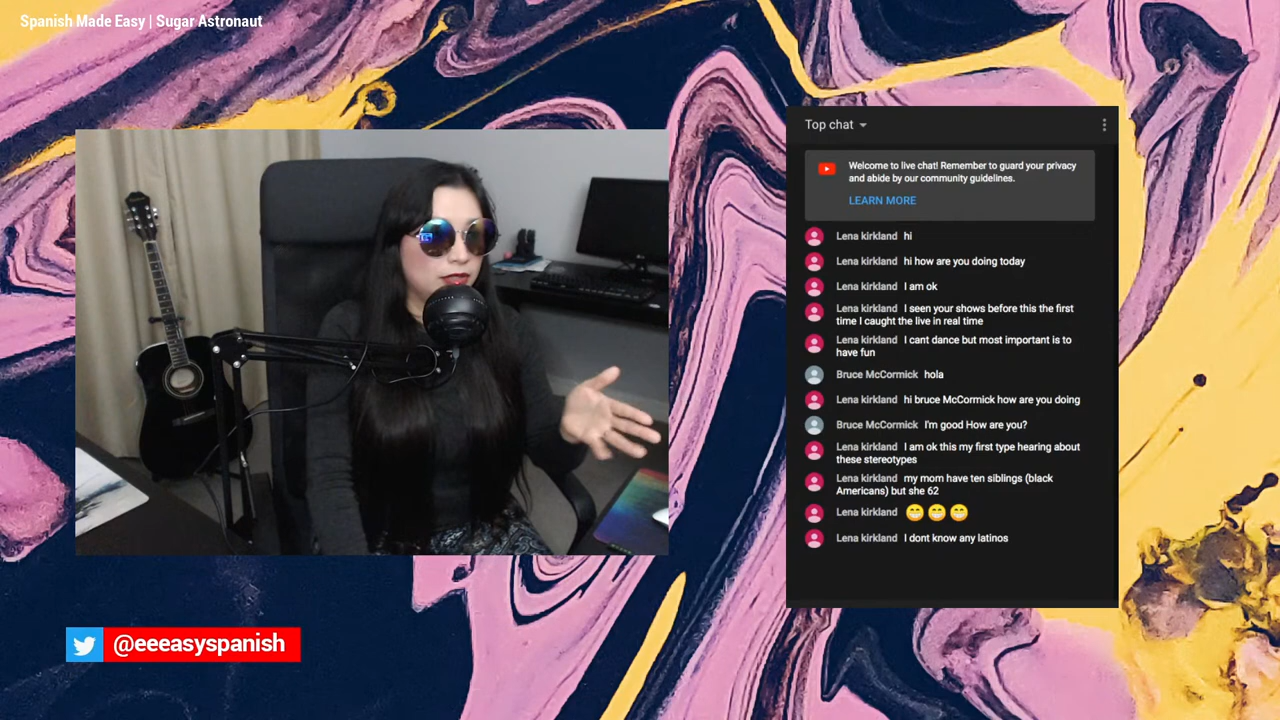 Spanish Made Easy | Sugar Astronaut
Top chat
Welcome to live chat! Remember to guard your privacy
and abide by our community guidelines.
LEARN MORE
Lena kirkland hi
Lena kirkland hi how are you doing today
Lena kirkland I am ok
Lena kirkland I seen your shows before this the first
time I caught the live in real time
Lena kirkland I cant dance but most important is to
have fun
Bruce McCormick hola
Lena kirkland hi bruce McCormick how are you doing
Bruce McCormick I'm good How are you?
Lena kirkland I am ok this my first type hearing about
these stereotypes
Lena kirkland my mom have ten siblings (black
Americans) but she 62
Lena kirkland 😁😁😁
Lena kirkland I dont know any latinos
@eeeasyspanish